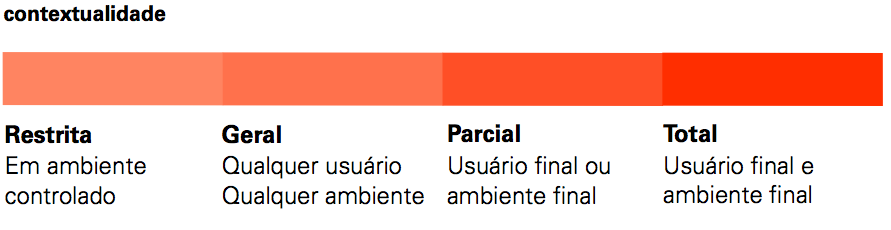 contextualidade
Restrita
Em ambiente
controlado
Geral
Qualquer usuário
Qualquer ambiente
Parcial
Usuário final ou
ambiente final
Total
Usuário final e
ambiente final